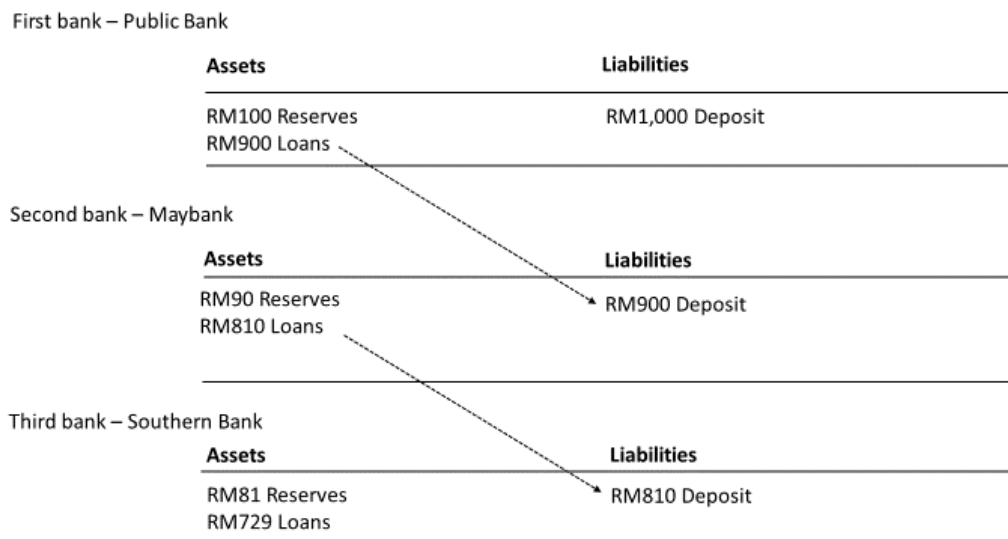 First bank – Public Bank
Assets Liabilities
RM100 Reserves RM1,000 Deposit
RM900 Loans
Second bank – Maybank
Assets Liabilities
RM90 Reserves RM900 Deposit
RM810 Loans
Third bank – Southern Bank
Assets Liabilities
RM81 Reserves RM810 Deposit
RM729 Loans